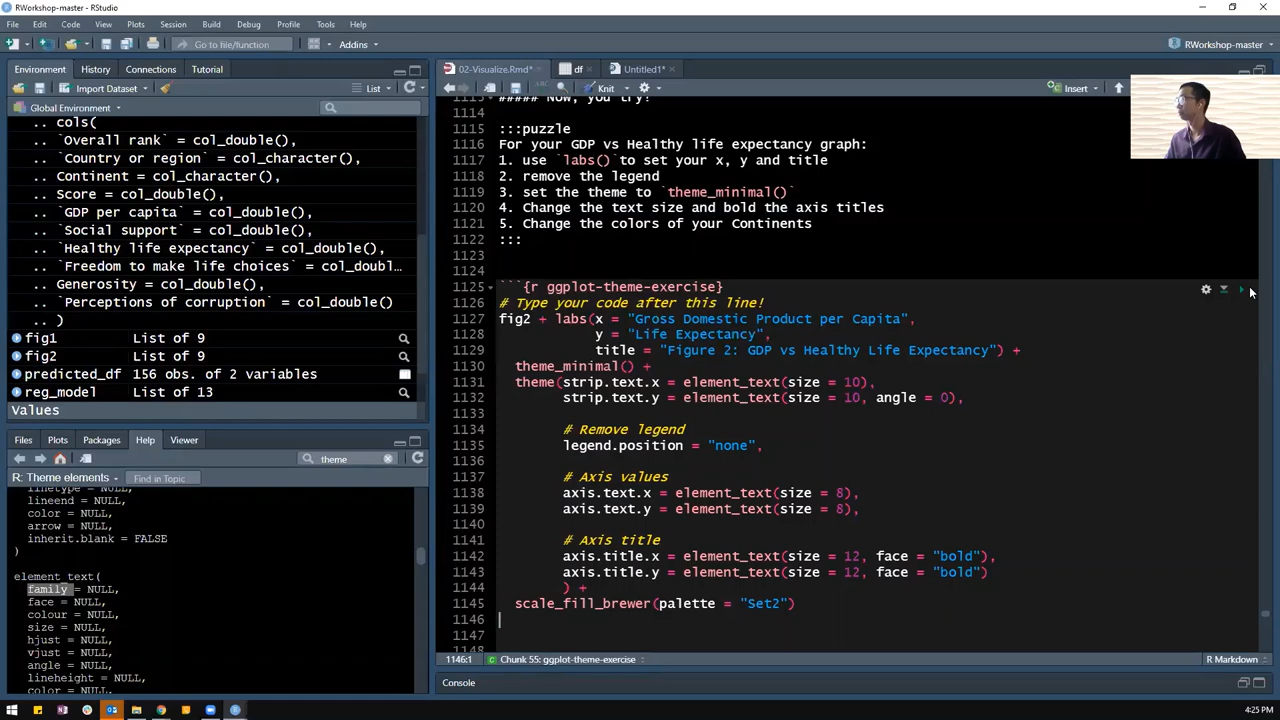 RWorkshop-master - RStudio
File Edit Code View Plots Session Build Debug Profile Tools Help
Go to file/function Addins RWorkshop-master
Environment History Connections Tutorial
Import Dataset List
Global Environment
.. cols(
.. `Overall rank` = col_double(),
.. `Country or region` = col_character(),
.. Continent = col_character(),
.. Score = col_double(),
.. `GDP per capita` = col_double(),
.. `Social support` = col_double(),
.. `Healthy life expectancy` = col_double(),
.. `Freedom to make life choices` = col_doubl...
.. Generosity = col_double(),
.. `Perceptions of corruption` = col_double()
.. )
fig1 List of 9
fig2 List of 9
predicted_df 156 obs. of 2 variables
reg_model List of 13
Values
Files Plots Packages Help Viewer
theme
R: Theme elements Find in Topic
linetype = NULL,
lineend = NULL,
color = NULL,
arrow = NULL,
inherit.blank = FALSE
)
element_text(
family = NULL,
face = NULL,
colour = NULL,
size = NULL,
hjust = NULL,
vjust = NULL,
angle = NULL,
lineheight = NULL,
color = NULL,
02-Visualize.Rmd* df Untitled1*
Knit Insert
1113 ##### Now, you try!
1114
1115 :::puzzle
1116 For your GDP vs Healthy life expectancy graph:
1117 1. use `labs()`to set your x, y and title
1118 2. remove the legend
1119 3. set the theme to `theme_minimal()`
1120 4. Change the text size and bold the axis titles
1121 5. Change the colors of your Continents
1122 :::
1123
1124
1125 ```{r ggplot-theme-exercise}
1126 # Type your code after this line!
1127 fig2 + labs(x = "Gross Domestic Product per Capita",
1128 y = "Life Expectancy",
1129 title = "Figure 2: GDP vs Healthy Life Expectancy") +
1130 theme_minimal() +
1131 theme(strip.text.x = element_text(size = 10),
1132 strip.text.y = element_text(size = 10, angle = 0),
1133
1134 # Remove legend
1135 legend.position = "none",
1136
1137 # Axis values
1138 axis.text.x = element_text(size = 8),
1139 axis.text.y = element_text(size = 8),
1140
1141 # Axis title
1142 axis.title.x = element_text(size = 12, face = "bold"),
1143 axis.title.y = element_text(size = 12, face = "bold")
1144 ) +
1145 scale_fill_brewer(palette = "Set2")
1146
1147
1148
1146:1 Chunk 55: ggplot-theme-exercise R Markdown
Console
4:25 PM